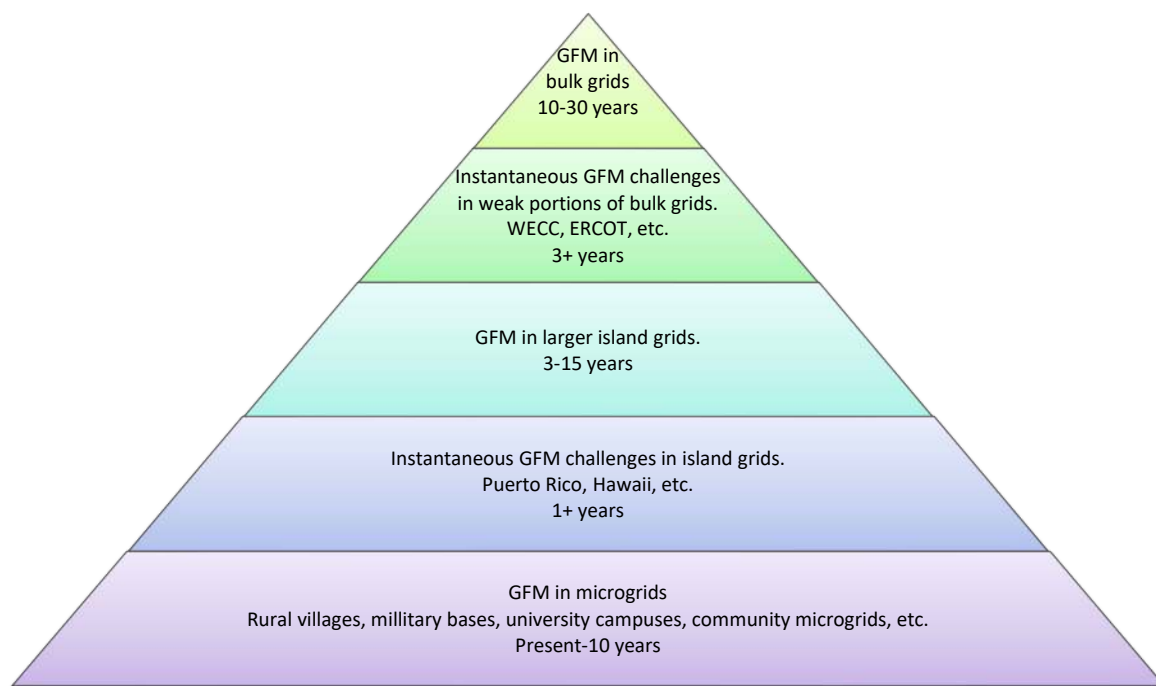 GFM in
bulk grids
10-30 years
Instantaneous GFM challenges
in weak portions of bulk grids.
WECC, ERCOT, etc.
3+ years
GFM in larger island grids.
3-15 years
Instantaneous GFM challenges in island grids.
Puerto Rico, Hawaii, etc.
1+ years
GFM in microgrids
Rural villages, millitary bases, university campuses, community microgrids, etc.
Present-10 years